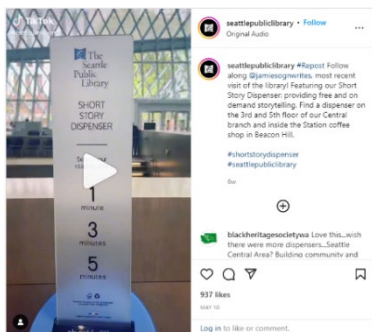 TikTok
The
Seattle
Public
Library
SHORT
STORY
DISPENSER
1
minute
3
minutes
5
minutes
seattlepubliclibrary • Follow
Original Audio
seattlepubliclibrary #Repost Follow
along @jamiesognwrites, most recent
visit of the library! Featuring our Short
Story Dispenser: providing free and on
demand storytelling. Find a dispenser on
the 3rd and 5th floor of our Central
branch and inside the Station coffee
shop in Beacon Hill.
#shortstorydispenser
#seattlepubliclibrary
6w
blackheritagesocietywa Love this...wish
there were more dispensers...Seattle
Central Area? Building community and
937 likes
MAY 10
Log in to like or comment.